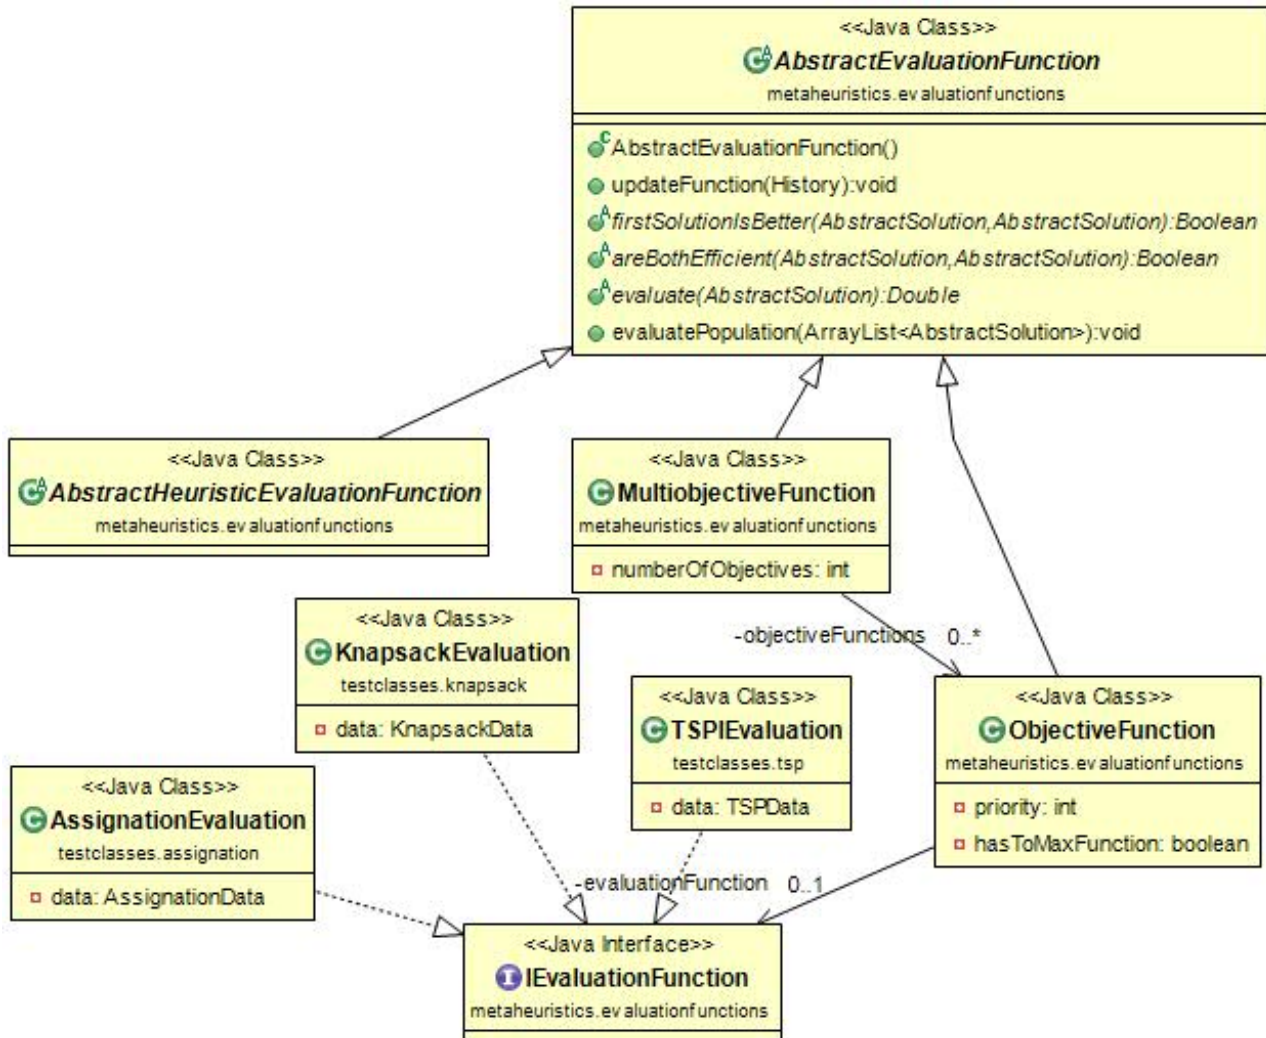 <<Java Class>>
AbstractEvaluationFunction
metaheuristics.evaluationfunctions
AbstractEvaluationFunction()
updateFunction(History):void
firstSolutionIsBetter(AbstractSolution,AbstractSolution):Boolean
areBothEfficient(AbstractSolution,AbstractSolution):Boolean
evaluate(AbstractSolution):Double
evaluatePopulation(ArrayList<AbstractSolution>):void
<<Java Class>>
AbstractHeuristicEvaluationFunction
metaheuristics.evaluationfunctions
<<Java Class>>
MultiobjectiveFunction
metaheuristics.evaluationfunctions
numberOfObjectives: int
-objectiveFunctions 0..*
<<Java Class>>
KnapsackEvaluation
testclasses.knapsack
data: KnapsackData
<<Java Class>>
TSPIEvaluation
testclasses.tsp
data: TSPData
<<Java Class>>
ObjectiveFunction
metaheuristics.evaluationfunctions
priority: int
hasToMaxFunction: boolean
<<Java Class>>
AssignationEvaluation
testclasses.assignation
data: AssignationData
-evaluationFunction 0..1
<<Java Interface>>
IEvaluationFunction
metaheuristics.evaluationfunctions